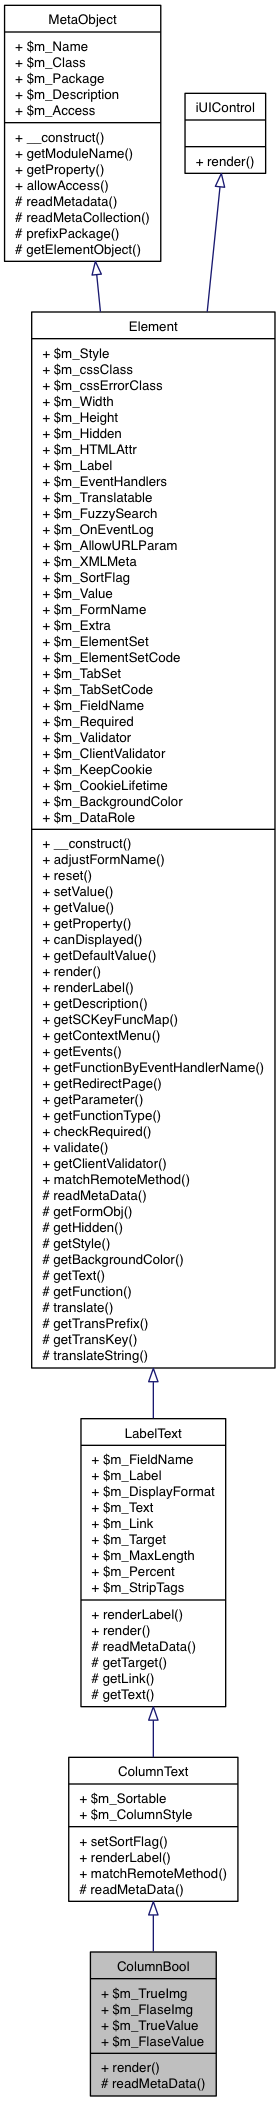 MetaObject
+ $m_Name
+ $m_Class
+ $m_Package
+ $m_Description
+ $m_Access
+ __construct()
+ getModuleName()
+ getProperty()
+ allowAccess()
# readMetadata()
# readMetaCollection()
# prefixPackage()
# getElementObject()
iUIControl
+ render()
Element
+ $m_Style
+ $m_cssClass
+ $m_cssErrorClass
+ $m_Width
+ $m_Height
+ $m_Hidden
+ $m_HTMLAttr
+ $m_Label
+ $m_EventHandlers
+ $m_Translatable
+ $m_FuzzySearch
+ $m_OnEventLog
+ $m_AllowURLParam
+ $m_XMLMeta
+ $m_SortFlag
+ $m_Value
+ $m_FormName
+ $m_Extra
+ $m_ElementSet
+ $m_ElementSetCode
+ $m_TabSet
+ $m_TabSetCode
+ $m_FieldName
+ $m_Required
+ $m_Validator
+ $m_ClientValidator
+ $m_KeepCookie
+ $m_CookieLifetime
+ $m_BackgroundColor
+ $m_DataRole
+ __construct()
+ adjustFormName()
+ reset()
+ setValue()
+ getValue()
+ getProperty()
+ canDisplayed()
+ getDefaultValue()
+ render()
+ renderLabel()
+ getDescription()
+ getSCKeyFuncMap()
+ getContextMenu()
+ getEvents()
+ getFunctionByEventHandlerName()
+ getRedirectPage()
+ getParameter()
+ getFunctionType()
+ checkRequired()
+ validate()
+ getClientValidator()
+ matchRemoteMethod()
# readMetaData()
# getFormObj()
# getHidden()
# getStyle()
# getBackgroundColor()
# getText()
# getFunction()
# translate()
# getTransPrefix()
# getTransKey()
# translateString()
LabelText
+ $m_FieldName
+ $m_Label
+ $m_DisplayFormat
+ $m_Text
+ $m_Link
+ $m_Target
+ $m_MaxLength
+ $m_Percent
+ $m_StripTags
+ renderLabel()
+ render()
# readMetaData()
# getTarget()
# getLink()
# getText()
ColumnText
+ $m_Sortable
+ $m_ColumnStyle
+ setSortFlag()
+ renderLabel()
+ matchRemoteMethod()
# readMetaData()
ColumnBool
+ $m_TrueImg
+ $m_FlaseImg
+ $m_TrueValue
+ $m_FlaseValue
+ render()
# readMetaData()